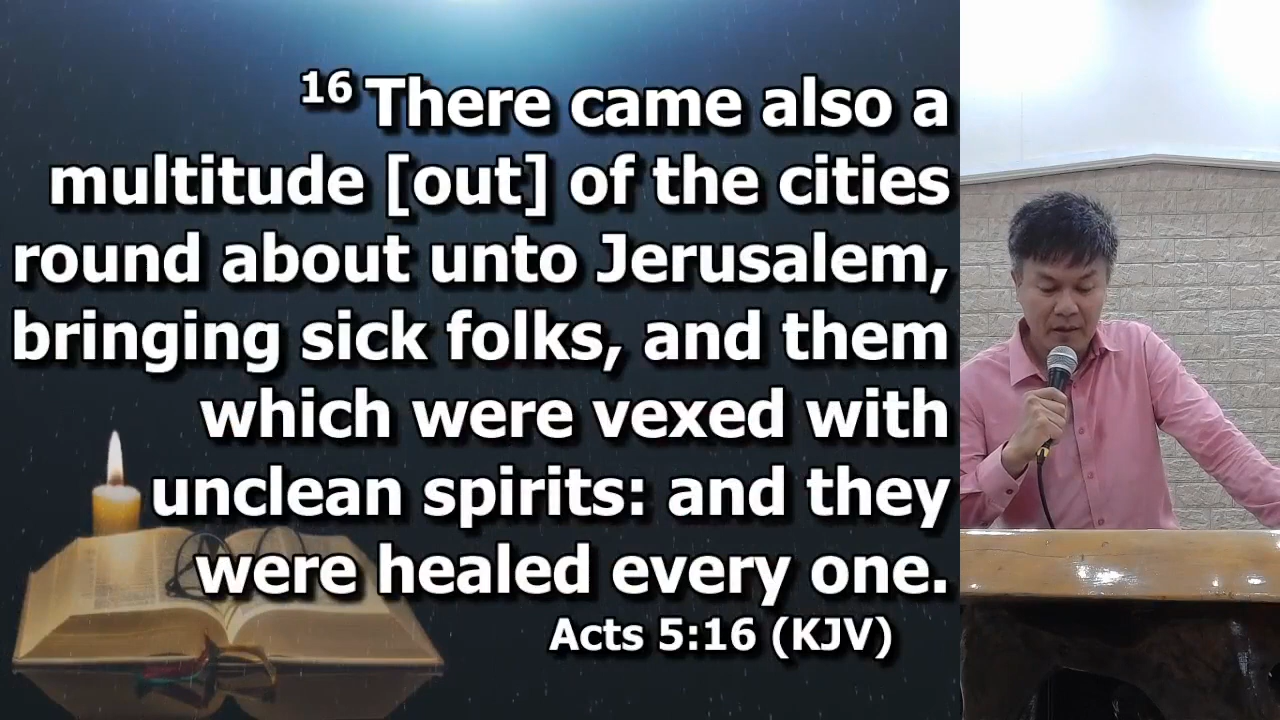 16 There came also a
multitude [out] of the cities
round about unto Jerusalem,
bringing sick folks, and them
which were vexed with
unclean spirits: and they
were healed every one.
Acts 5:16 (KJV)